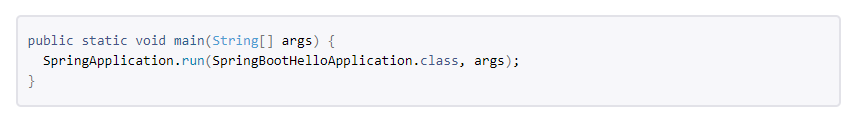 public static void main(String[] args) {
  SpringApplication.run(SpringBootHelloApplication.class, args);
}